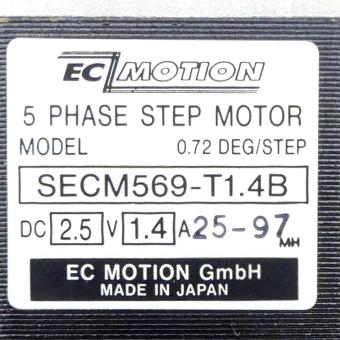 EC MOTION
5 PHASE STEP MOTOR
MODEL 0.72 DEG/STEP
SECM569-T1.4B
DC 2.5 V 1.4 A 25-97 MH
EC MOTION GmbH
MADE IN JAPAN